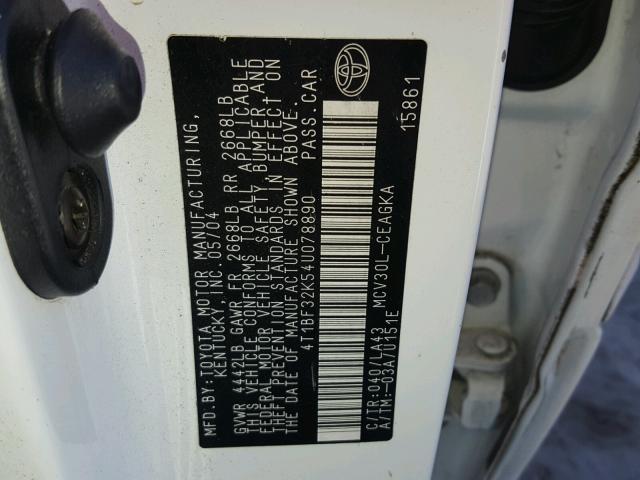 MFD.BY:TOYOTA MOTOR MANUFACTURING,
KENTUCKY, INC. 05/04
GVWR 4442LB GAWR FR 2668LB RR 2668LB
THIS VEHICLE CONFORMS TO ALL APPLICABLE
FEDERAL MOTOR VEHICLE SAFETY, BUMPER, AND
THEFT PREVENTION STANDARDS IN EFFECT ON
THE DATE OF MANUFACTURE SHOWN ABOVE.
4T1BF32K54U078890 PASS. CAR
C/TR:040/LA43 MCV30L-CEAGKA
A/TM:-03A/U151E
15861